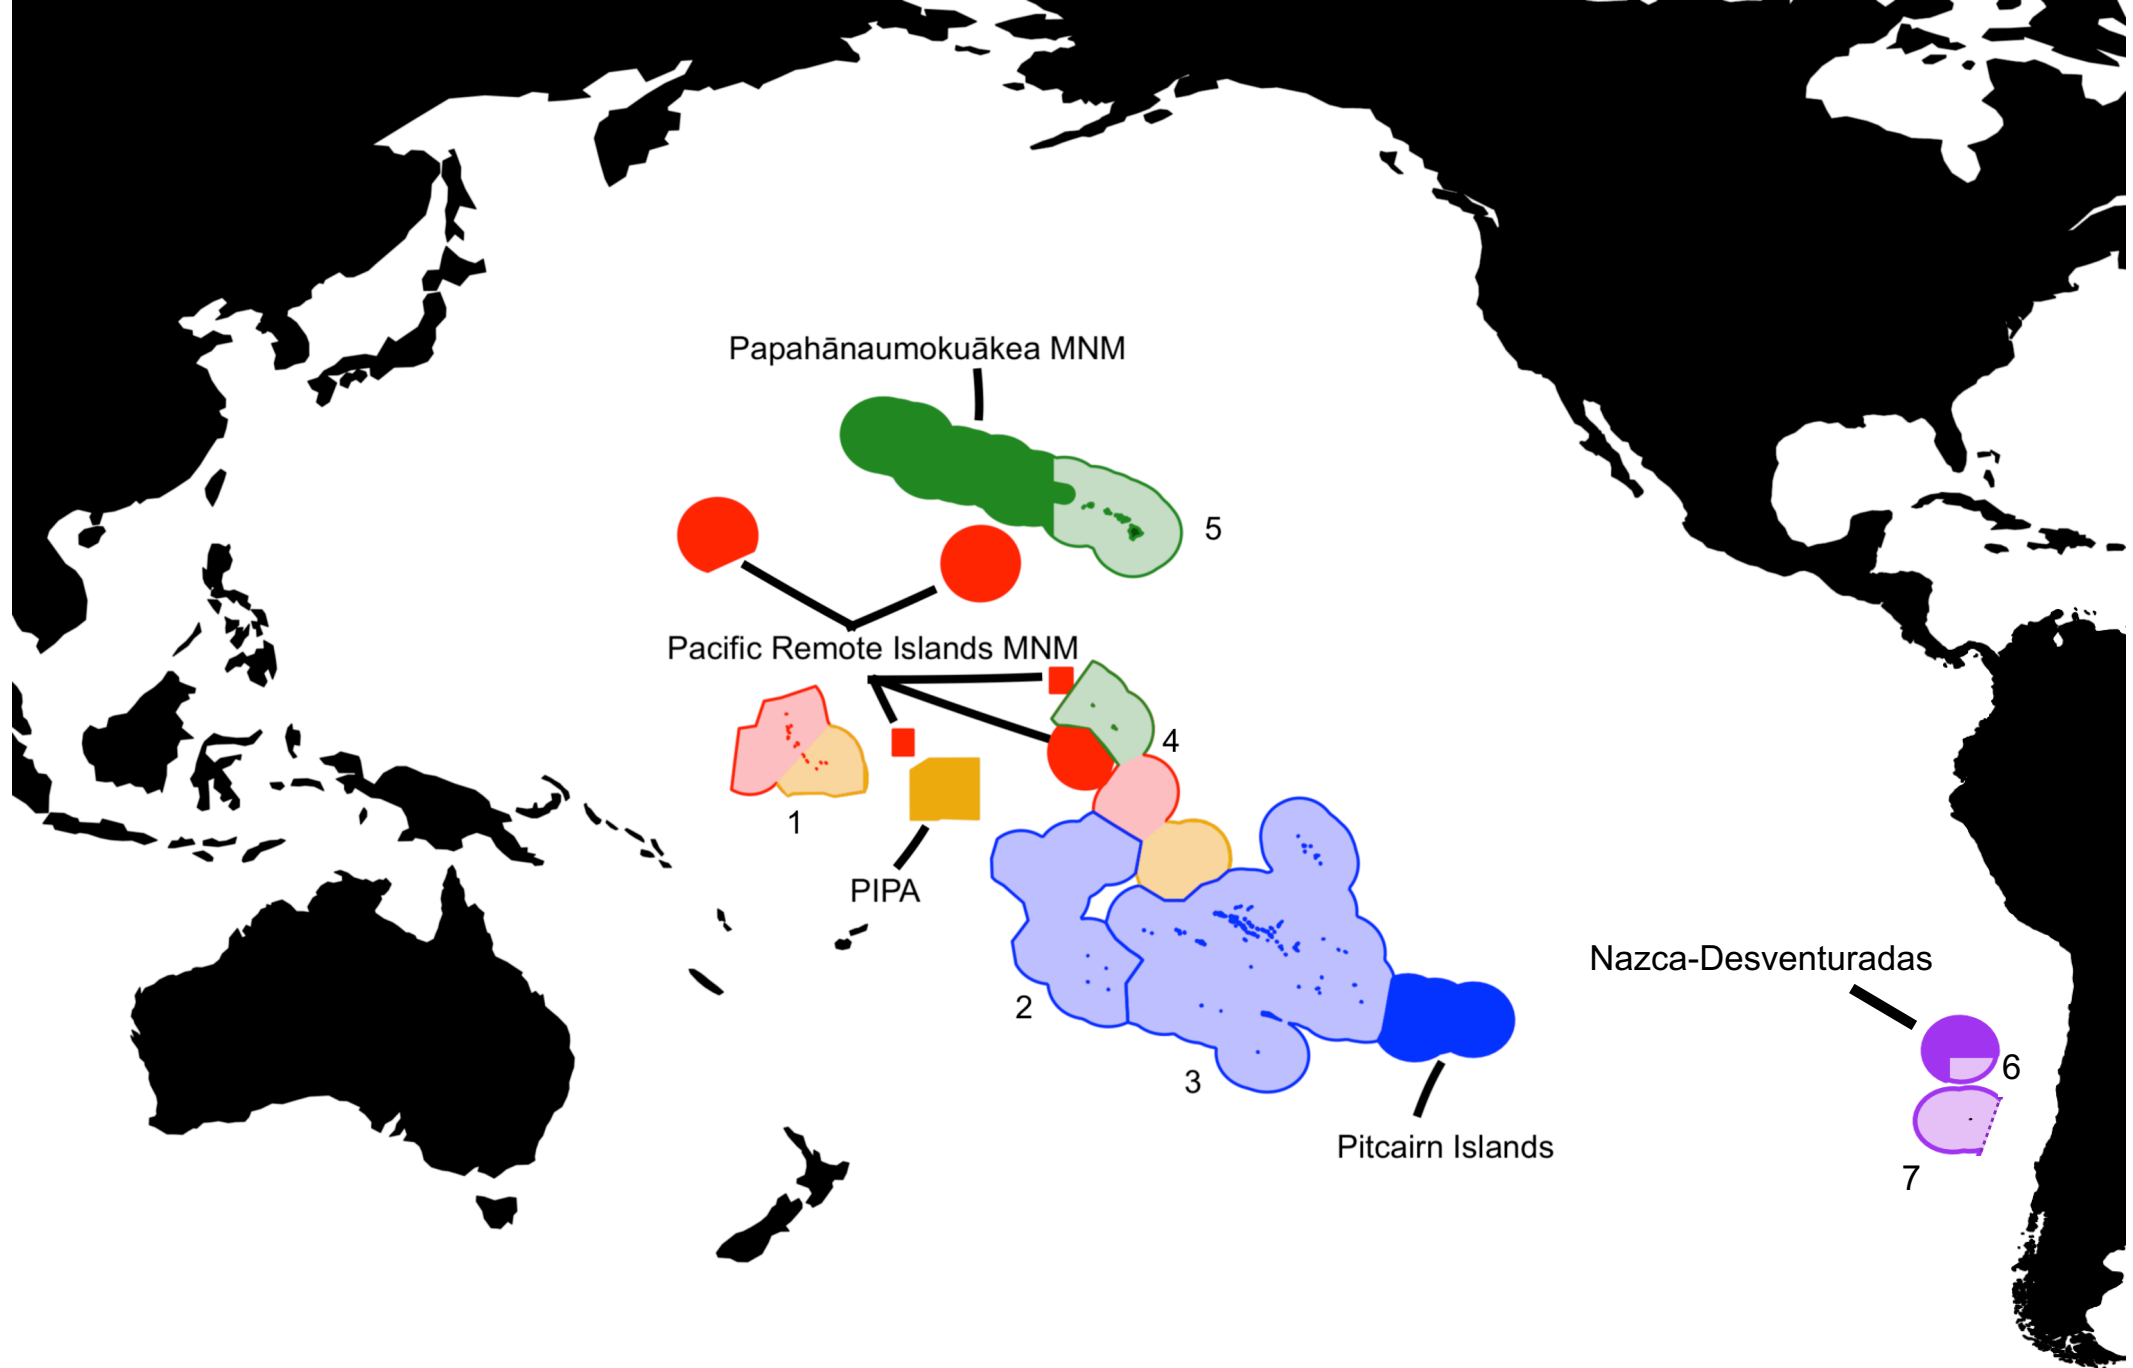 Papahānaumokuākea MNM
5
Pacific Remote Islands MNM
4
1
PIPA
Nazca-Desventuradas
2
6
3
Pitcairn Islands
7